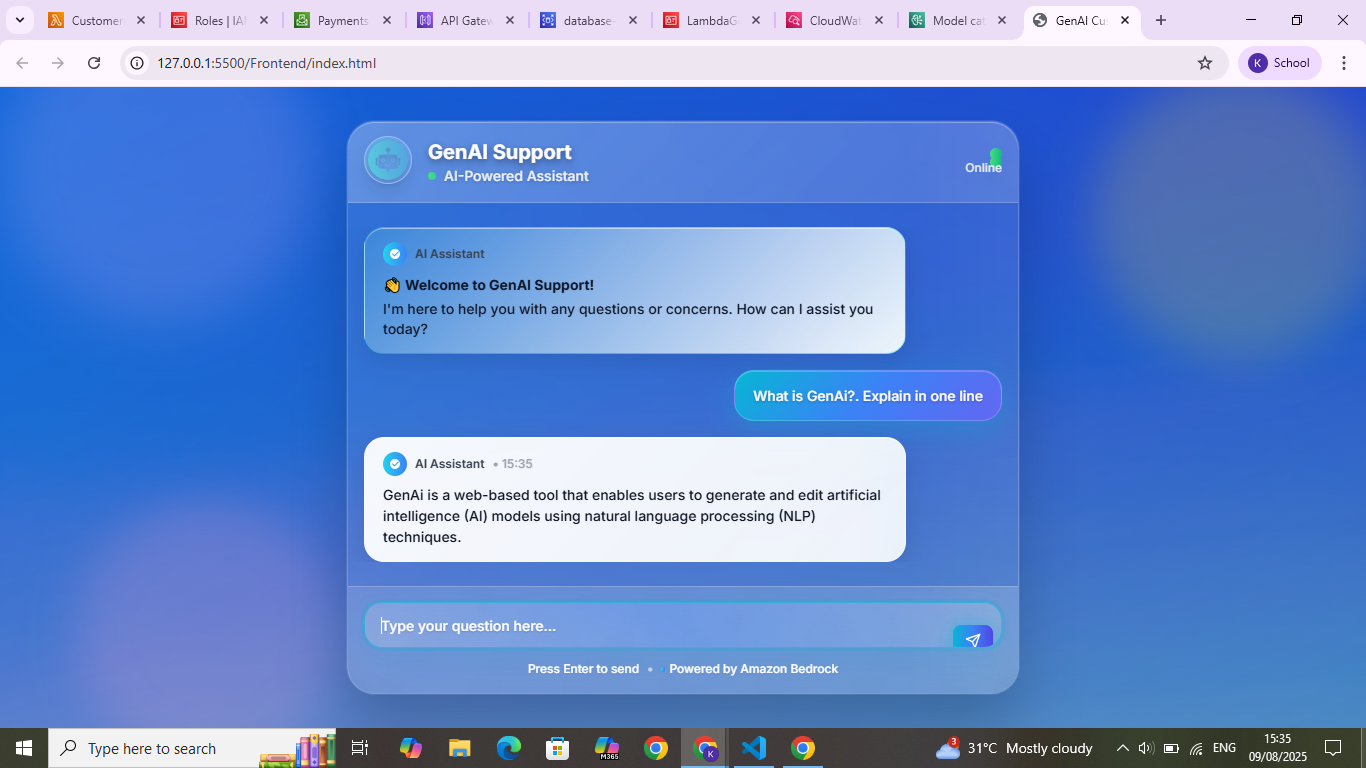 Customer
Roles | IAM
Payments
API Gatew
database-
LambdaGe
CloudWat
Model cat
GenAI Cus
127.0.0.1:5500/Frontend/index.html
K
School
GenAI Support
AI-Powered Assistant
Online
AI Assistant
👋 Welcome to GenAI Support!
I'm here to help you with any questions or concerns. How can I assist you
today?
What is GenAi?. Explain in one line
AI Assistant • 15:35
GenAi is a web-based tool that enables users to generate and edit artificial
intelligence (AI) models using natural language processing (NLP)
techniques.
Type your question here...
Press Enter to send • Powered by Amazon Bedrock
Type here to search
M365
K
3
31°C Mostly cloudy
ENG
15:35
09/08/2025